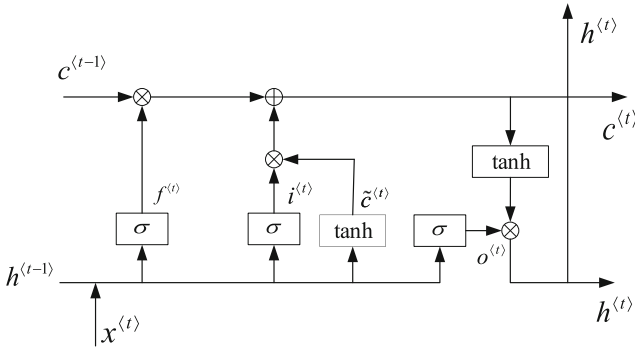 h⟨t⟩
c⟨t−1⟩
c⟨t⟩
tanh
f⟨t⟩
i⟨t⟩
c̃⟨t⟩
σ
σ
tanh
σ
o⟨t⟩
h⟨t−1⟩
h⟨t⟩
x⟨t⟩